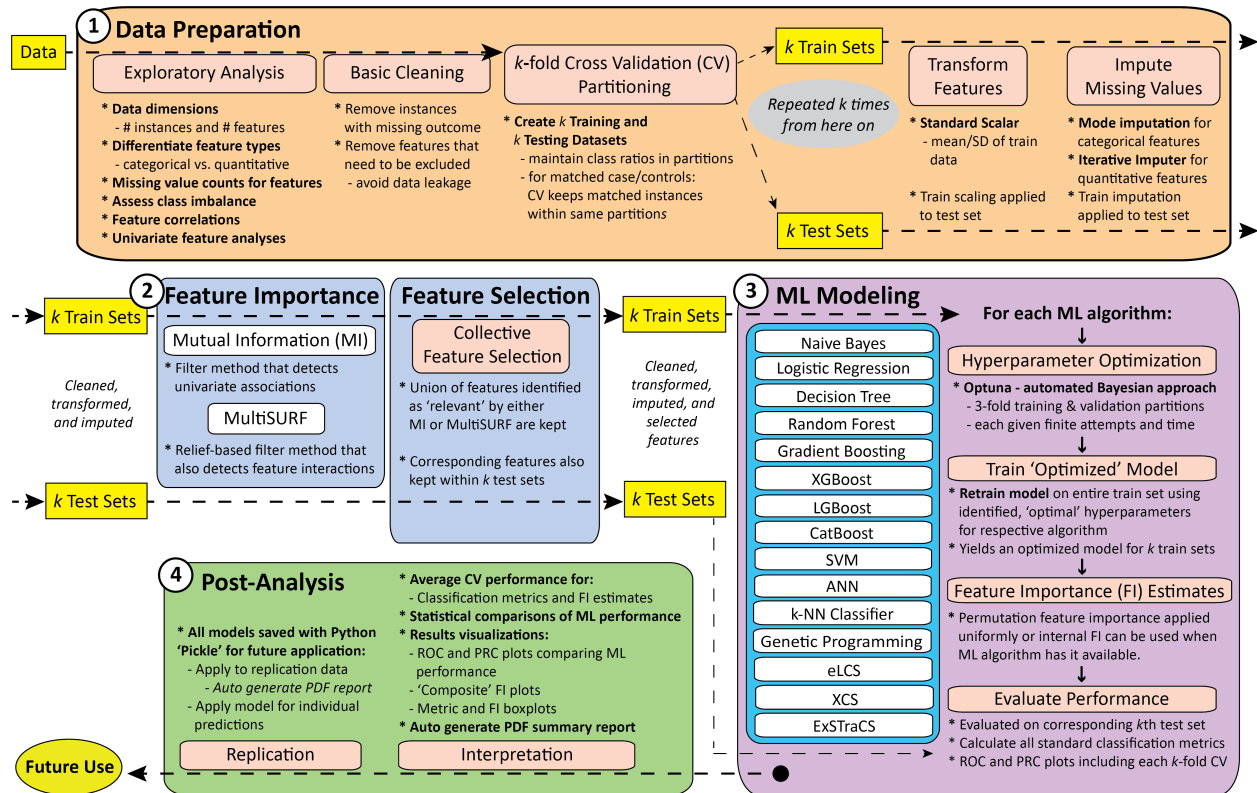 1
Data Preparation
Data
Exploratory Analysis
* Data dimensions
- # instances and # features
* Differentiate feature types
- categorical vs. quantitative
* Missing value counts for features
* Assess class imbalance
* Feature correlations
* Univariate feature analyses
Basic Cleaning
* Remove instances
with missing outcome
* Remove features that
need to be excluded
- avoid data leakage
k-fold Cross Validation (CV)
Partitioning
* Create k Training and
k Testing Datasets
- maintain class ratios in partitions
- for matched case/controls:
CV keeps matched instances
within same partitions
k Train Sets
Repeated k times
from here on
k Test Sets
Transform
Features
* Standard Scalar
- mean/SD of train
data
* Train scaling applied
to test set
Impute
Missing Values
* Mode imputation for
categorical features
* Iterative Imputer for
quantitative features
* Train imputation
applied to test set
k Train Sets
Cleaned,
transformed,
and imputed
k Test Sets
2
Feature Importance
Mutual Information (MI)
* Filter method that detects
univariate associations
MultiSURF
* Relief-based filter method that
also detects feature interactions
Feature Selection
Collective
Feature Selection
* Union of features identified
as ‘relevant’ by either
MI or MultiSURF are kept
* Corresponding features also
kept within k test sets
k Train Sets
Cleaned,
transformed,
imputed, and
selected
features
k Test Sets
3
ML Modeling
Naive Bayes
Logistic Regression
Decision Tree
Random Forest
Gradient Boosting
XGBoost
LGBoost
CatBoost
SVM
ANN
k-NN Classifier
Genetic Programming
eLCS
XCS
ExSTraCS
For each ML algorithm:
Hyperparameter Optimization
* Optuna - automated Bayesian approach
- 3-fold training & validation partitions
- each given finite attempts and time
Train ‘Optimized’ Model
* Retrain model on entire train set using
identified, ‘optimal’ hyperparameters
for respective algorithm
* Yields an optimized model for k train sets
Feature Importance (FI) Estimates
* Permutation feature importance applied
uniformly or internal FI can be used when
ML algorithm has it available.
Evaluate Performance
* Evaluated on corresponding kth test set
* Calculate all standard classification metrics
* ROC and PRC plots including each k-fold CV
4
Post-Analysis
* All models saved with Python
‘Pickle’ for future application:
- Apply to replication data
- Auto generate PDF report
- Apply model for individual
predictions
Replication
* Average CV performance for:
- Classification metrics and FI estimates
* Statistical comparisons of ML performance
* Results visualizations:
- ROC and PRC plots comparing ML
performance
- ‘Composite’ FI plots
- Metric and FI boxplots
* Auto generate PDF summary report
Interpretation
Future Use